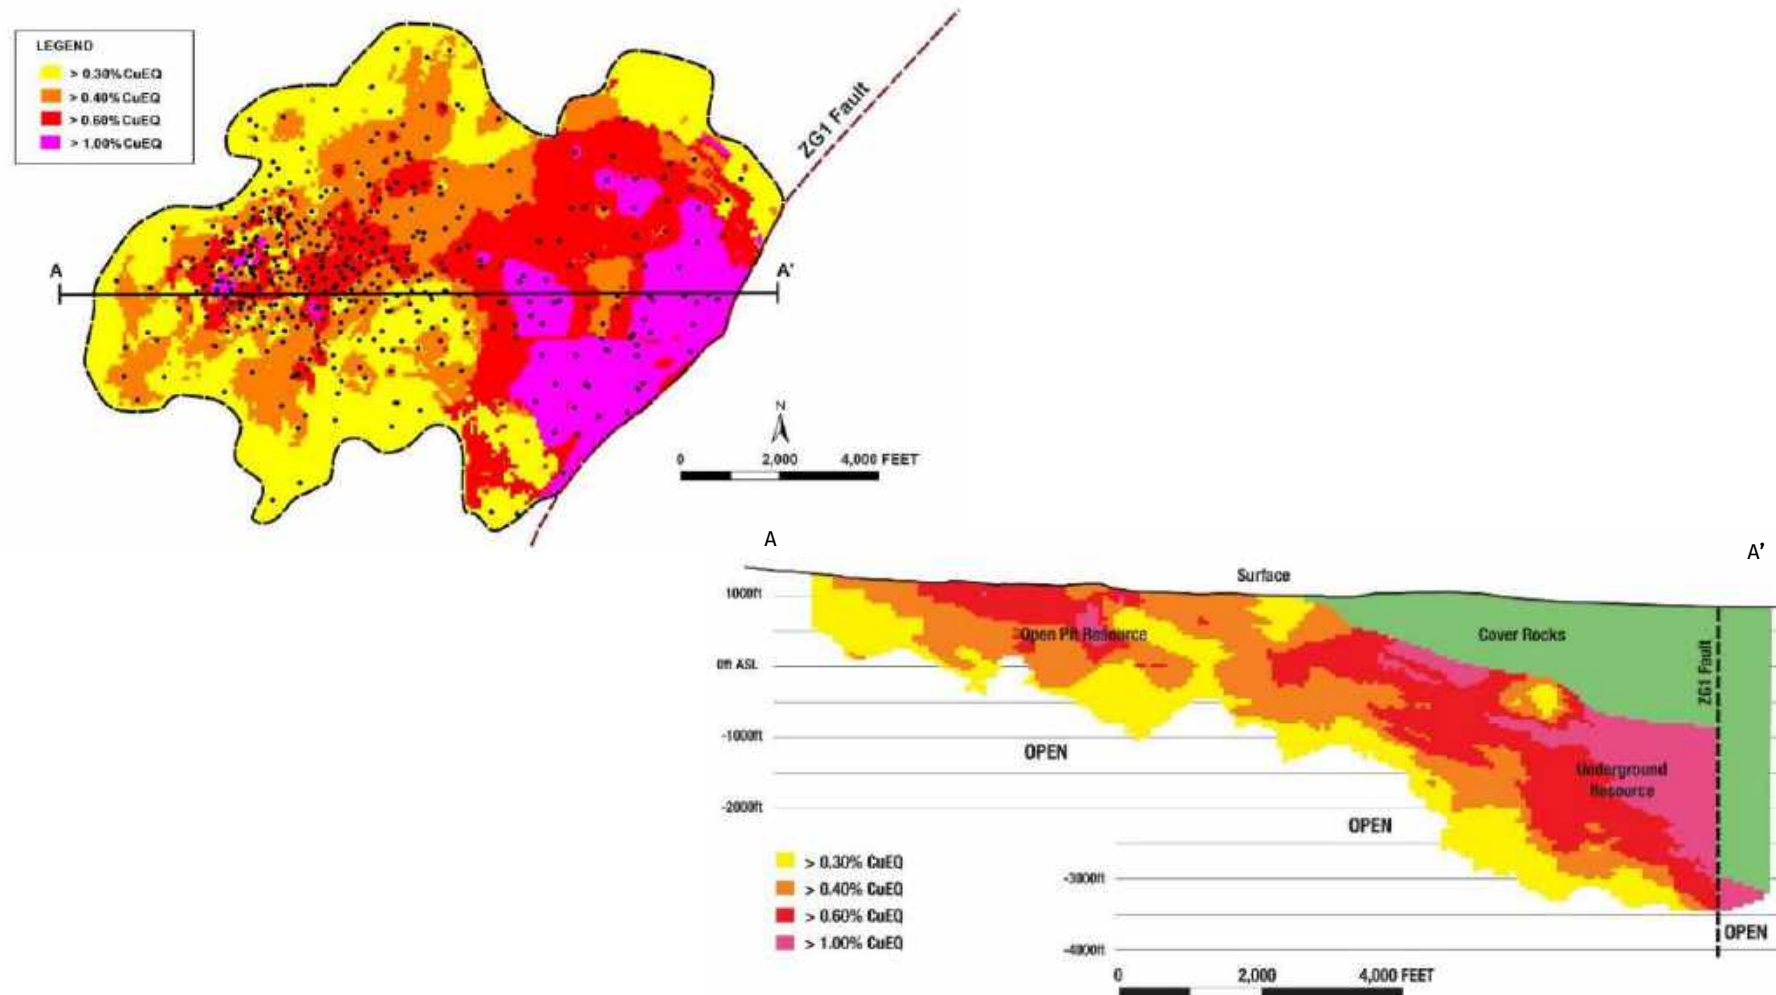 LEGEND
> 0.30% CuEQ
> 0.40% CuEQ
> 0.60% CuEQ
> 1.00% CuEQ
ZG1 Fault
A
A'
N
0 2,000 4,000 FEET
A
A'
Surface
1000ft
Open Pit Resource
Cover Rocks
0ft ASL
ZG1 Fault
-1000ft
OPEN
Underground
Resource
-2000ft
OPEN
> 0.30% CuEQ
> 0.40% CuEQ
> 0.60% CuEQ
> 1.00% CuEQ
-3000ft
OPEN
-4000ft
0 2,000 4,000 FEET